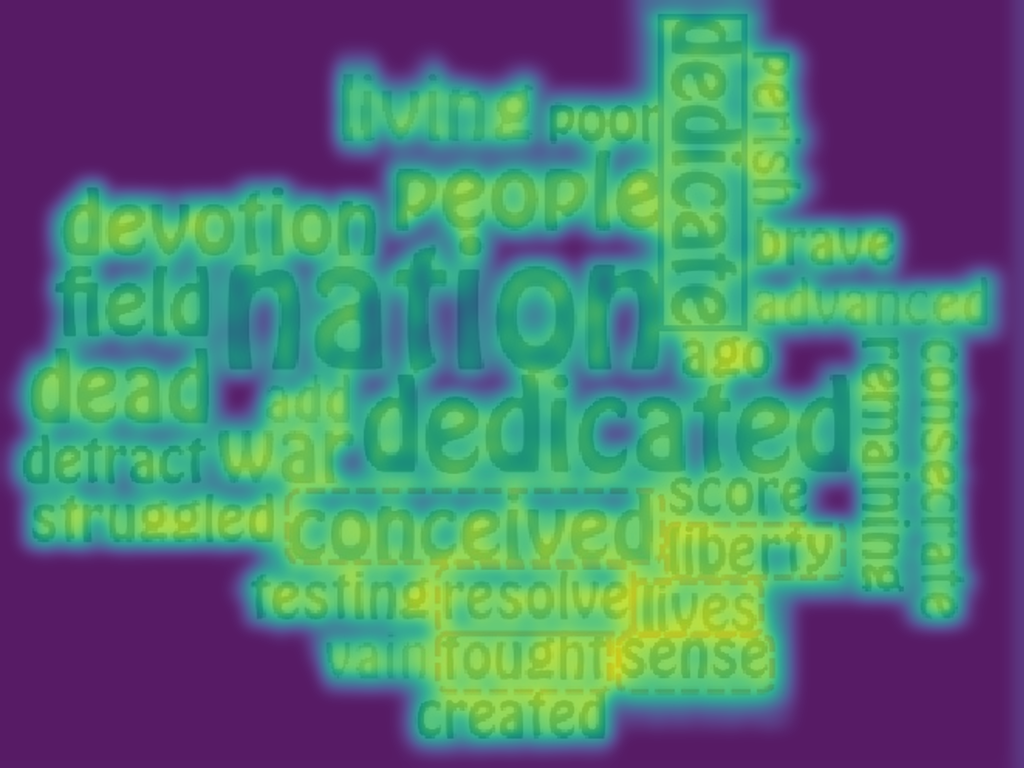 living
poor
dedicate
perish
people
devotion
brave
field
nation
advanced
ago
dead
add
dedicated
remaining
consecrate
detract
war
score
struggled
conceived
liberty
testing
resolve
lives
vain
fought
sense
created